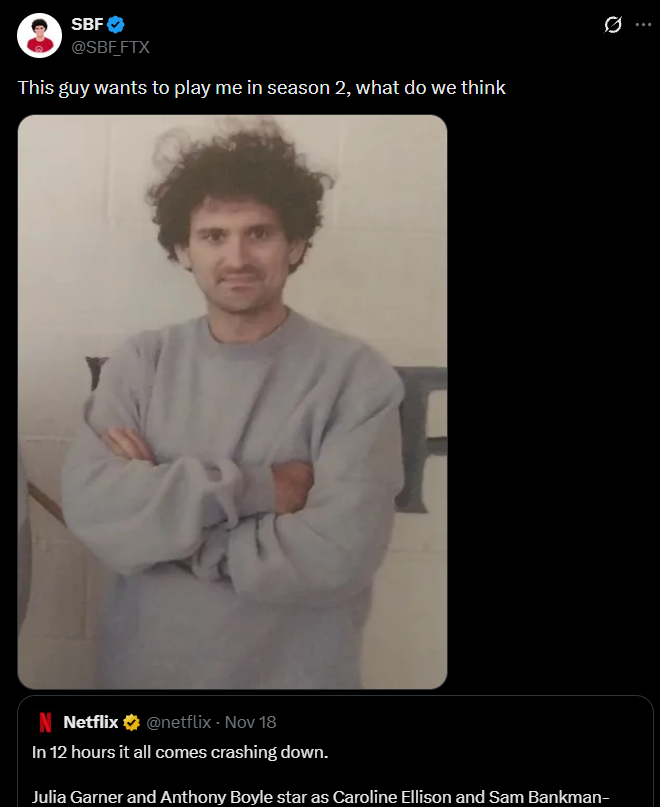 SBF
@SBF_FTX
This guy wants to play me in season 2, what do we think
Netflix @netflix · Nov 18
In 12 hours it all comes crashing down.
Julia Garner and Anthony Boyle star as Caroline Ellison and Sam Bankman-